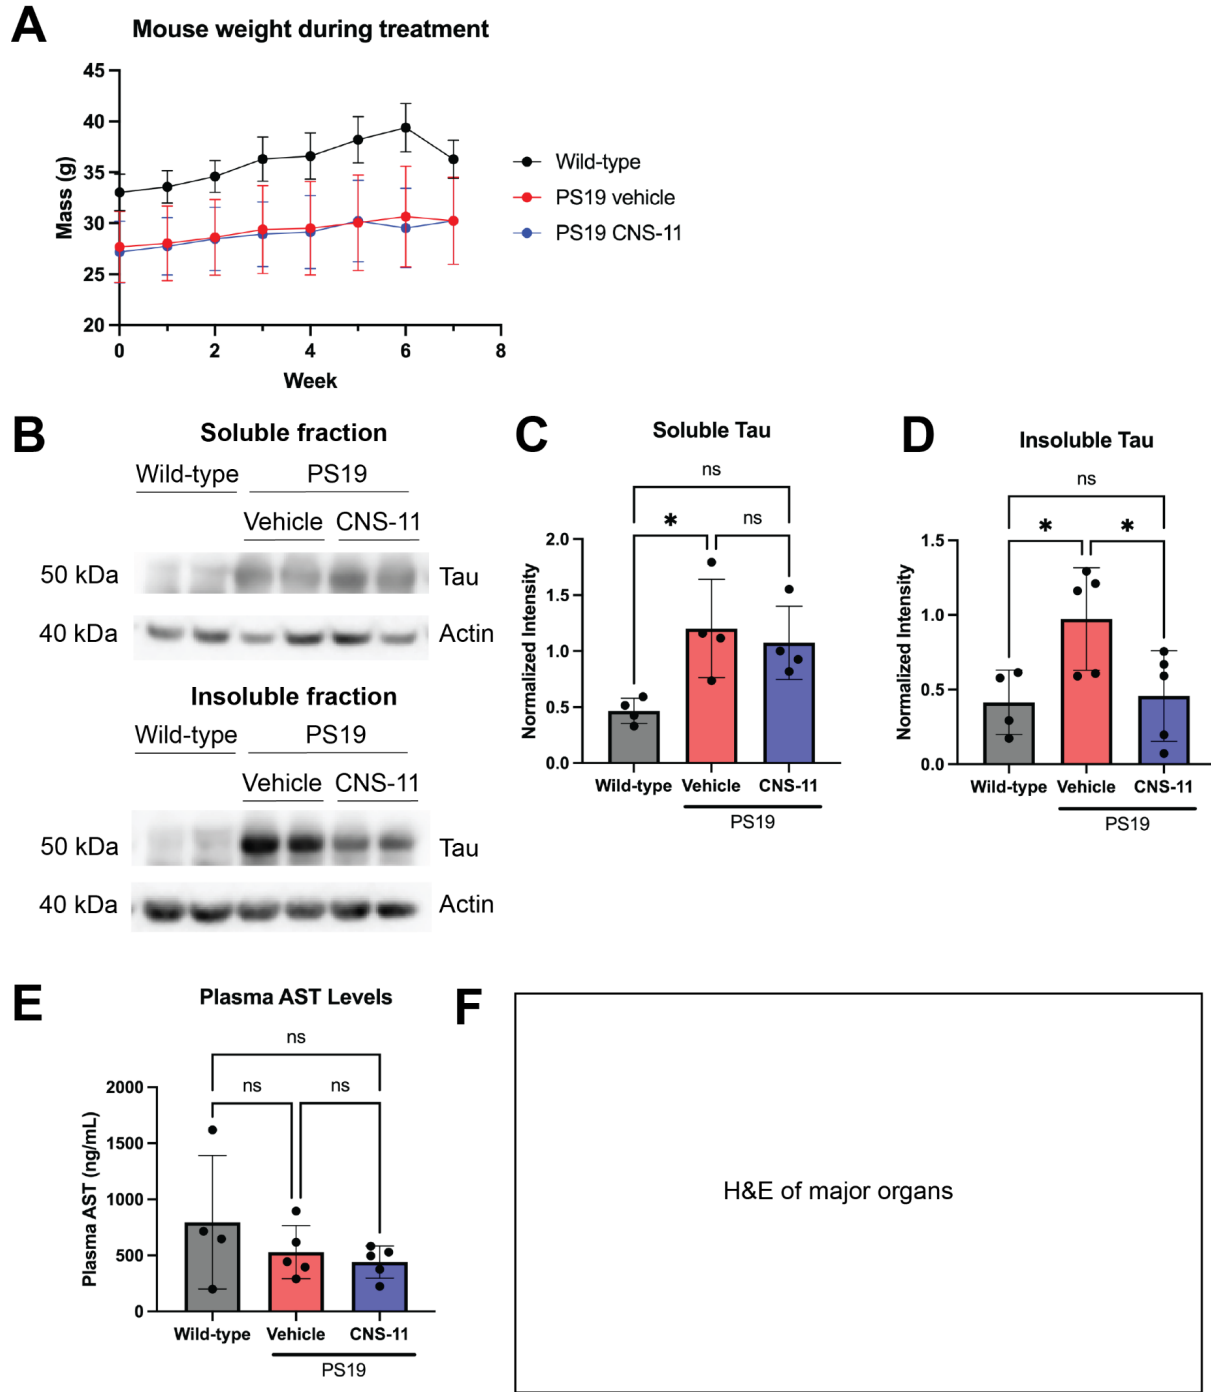 A
Mouse weight during treatment
45
40
35
30
25
20
Mass (g)
0
2
4
6
8
Week
Wild-type
PS19 vehicle
PS19 CNS-11
B
Soluble fraction
Wild-type
PS19
Vehicle
CNS-11
50 kDa
Tau
40 kDa
Actin
Insoluble fraction
Wild-type
PS19
Vehicle
CNS-11
50 kDa
Tau
40 kDa
Actin
C
Soluble Tau
ns
*
ns
2.0
1.5
1.0
0.5
0.0
Normalized Intensity
Wild-type
Vehicle
CNS-11
PS19
D
Insoluble Tau
ns
*
*
1.5
1.0
0.5
0.0
Normalized Intensity
Wild-type
Vehicle
CNS-11
PS19
E
Plasma AST Levels
ns
ns
ns
2000
1500
1000
500
0
Plasma AST (ng/mL)
Wild-type
Vehicle
CNS-11
PS19
F
H&E of major organs